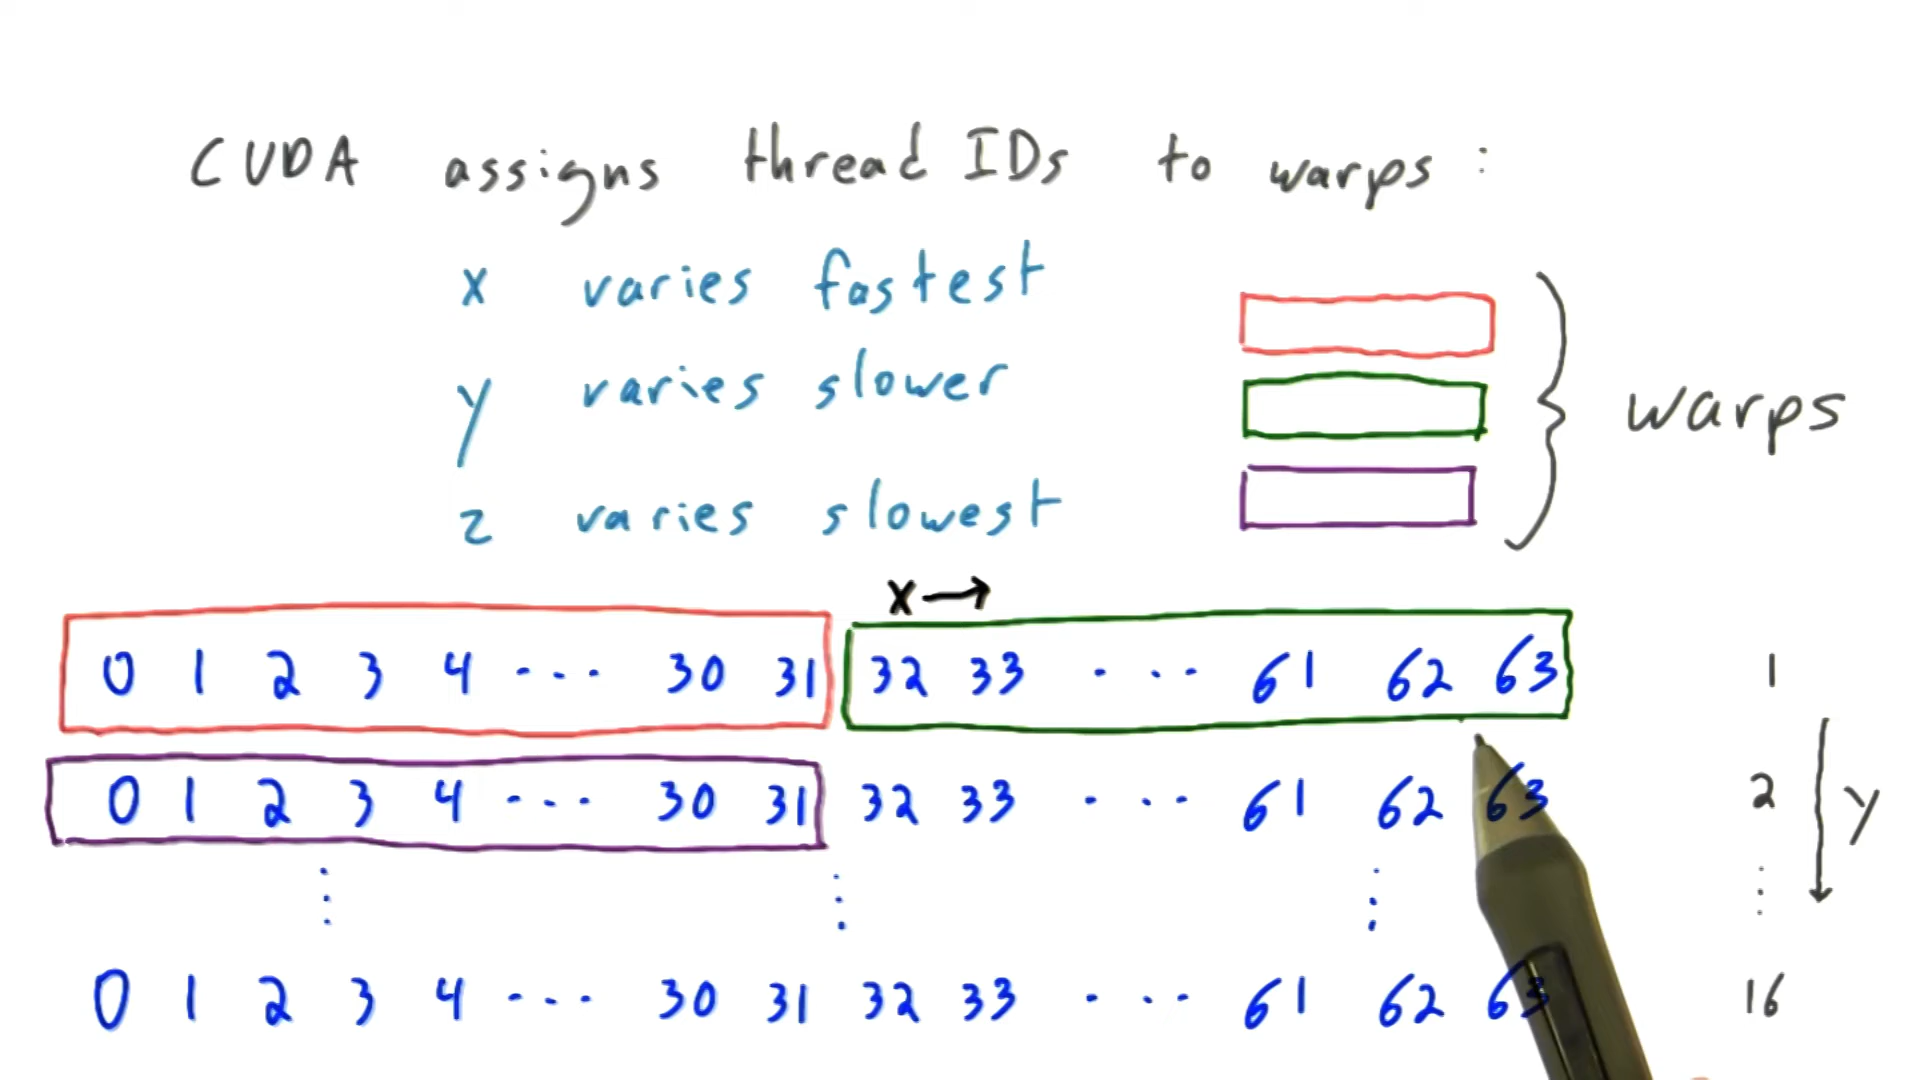 CUDA assigns thread IDs to warps :
x varies fastest
y varies slower
z varies slowest
warps
x →
0 1 2 3 4 ... 30 31 32 33 ... 61 62 63 1
0 1 2 3 4 ... 30 31 32 33 ... 61 62 63 2
y
0 1 2 3 4 ... 30 31 32 33 ... 61 62 63 16